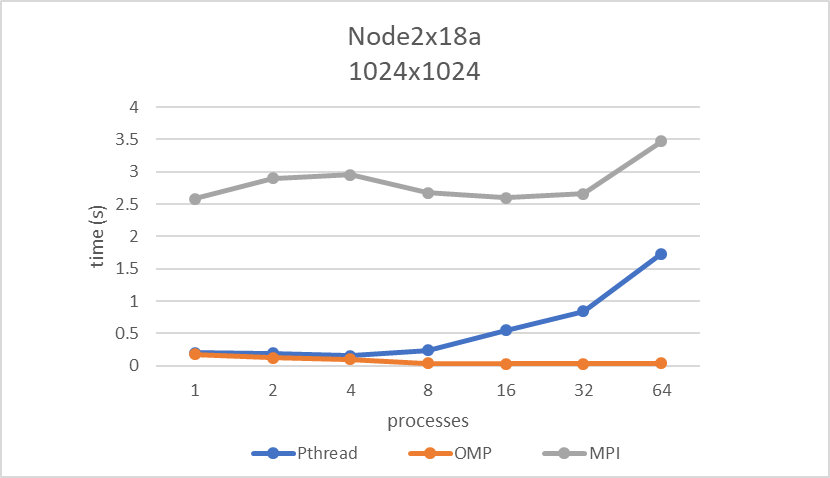 Node2x18a
1024x1024
4
3.5
3
2.5
2
1.5
1
0.5
0
time (s)
1 2 4 8 16 32 64
processes
Pthread OMP MPI